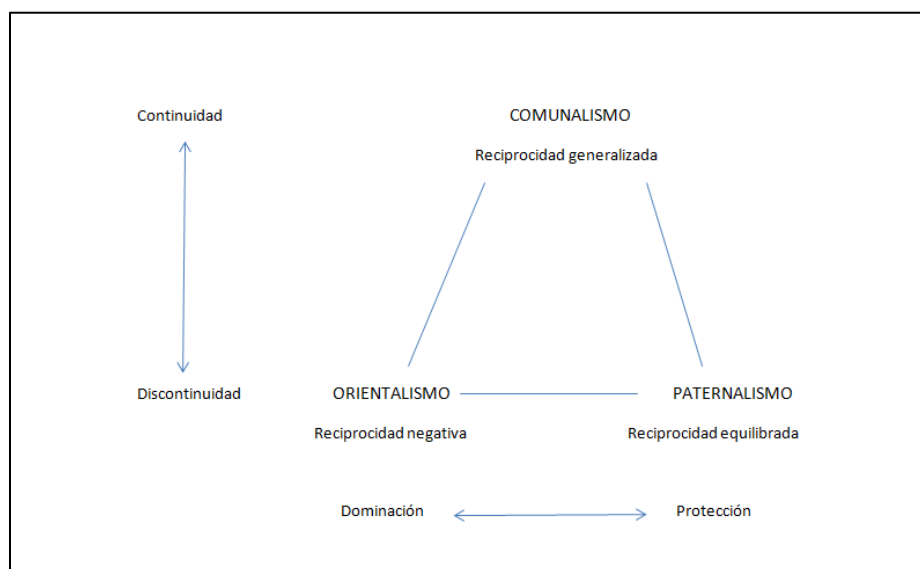 Continuidad
COMUNALISMO
Reciprocidad generalizada
Discontinuidad
ORIENTALISMO
PATERNALISMO
Reciprocidad negativa
Reciprocidad equilibrada
Dominación
Protección